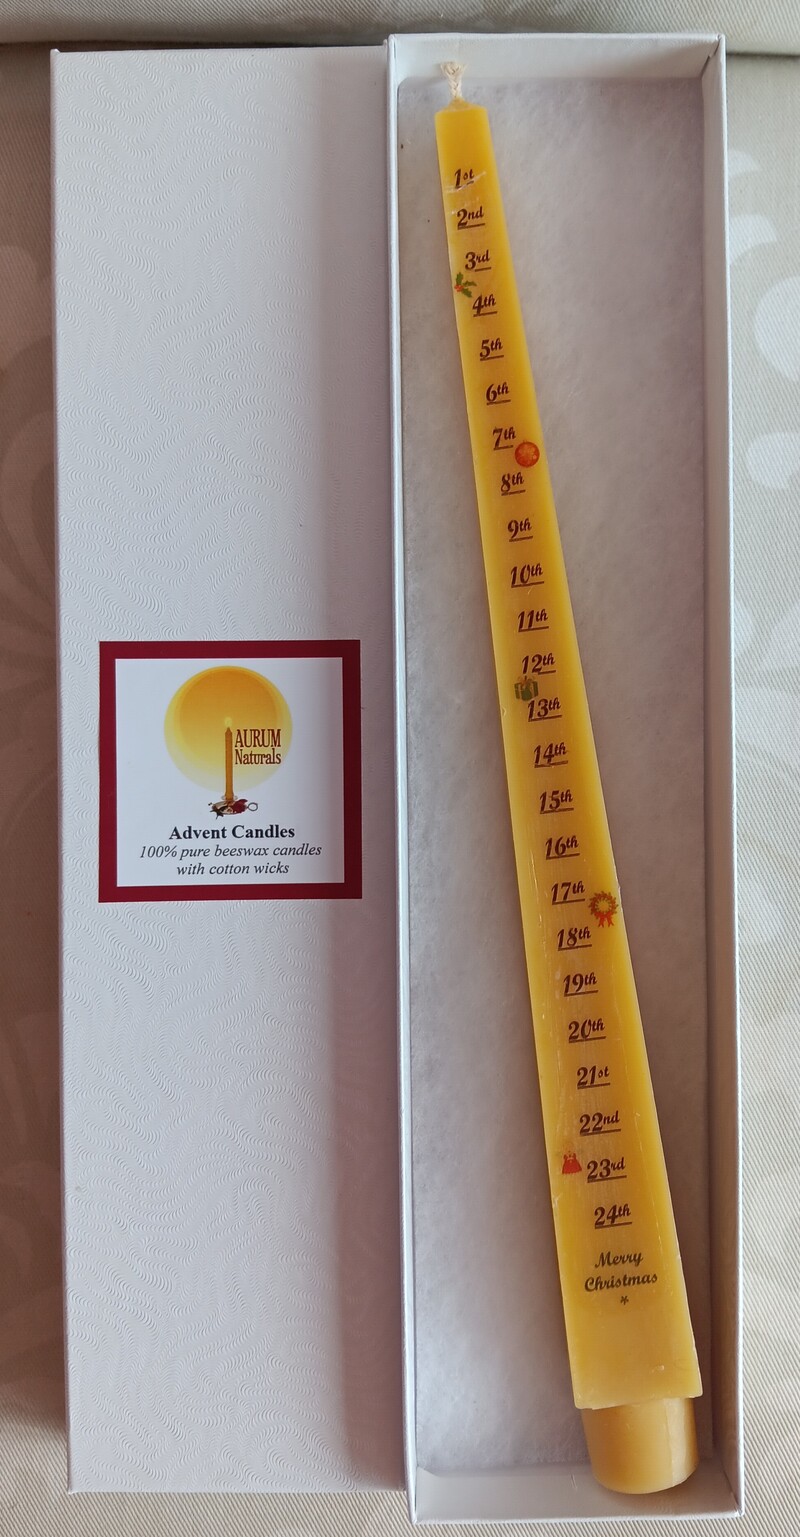 AURUM
Naturals
Advent Candles
100% pure beeswax candles
with cotton wicks
1st
2nd
3rd
4th
5th
6th
7th
8th
9th
10th
11th
12th
13th
14th
15th
16th
17th
18th
19th
20th
21st
22nd
23rd
24th
Merry
Christmas
*